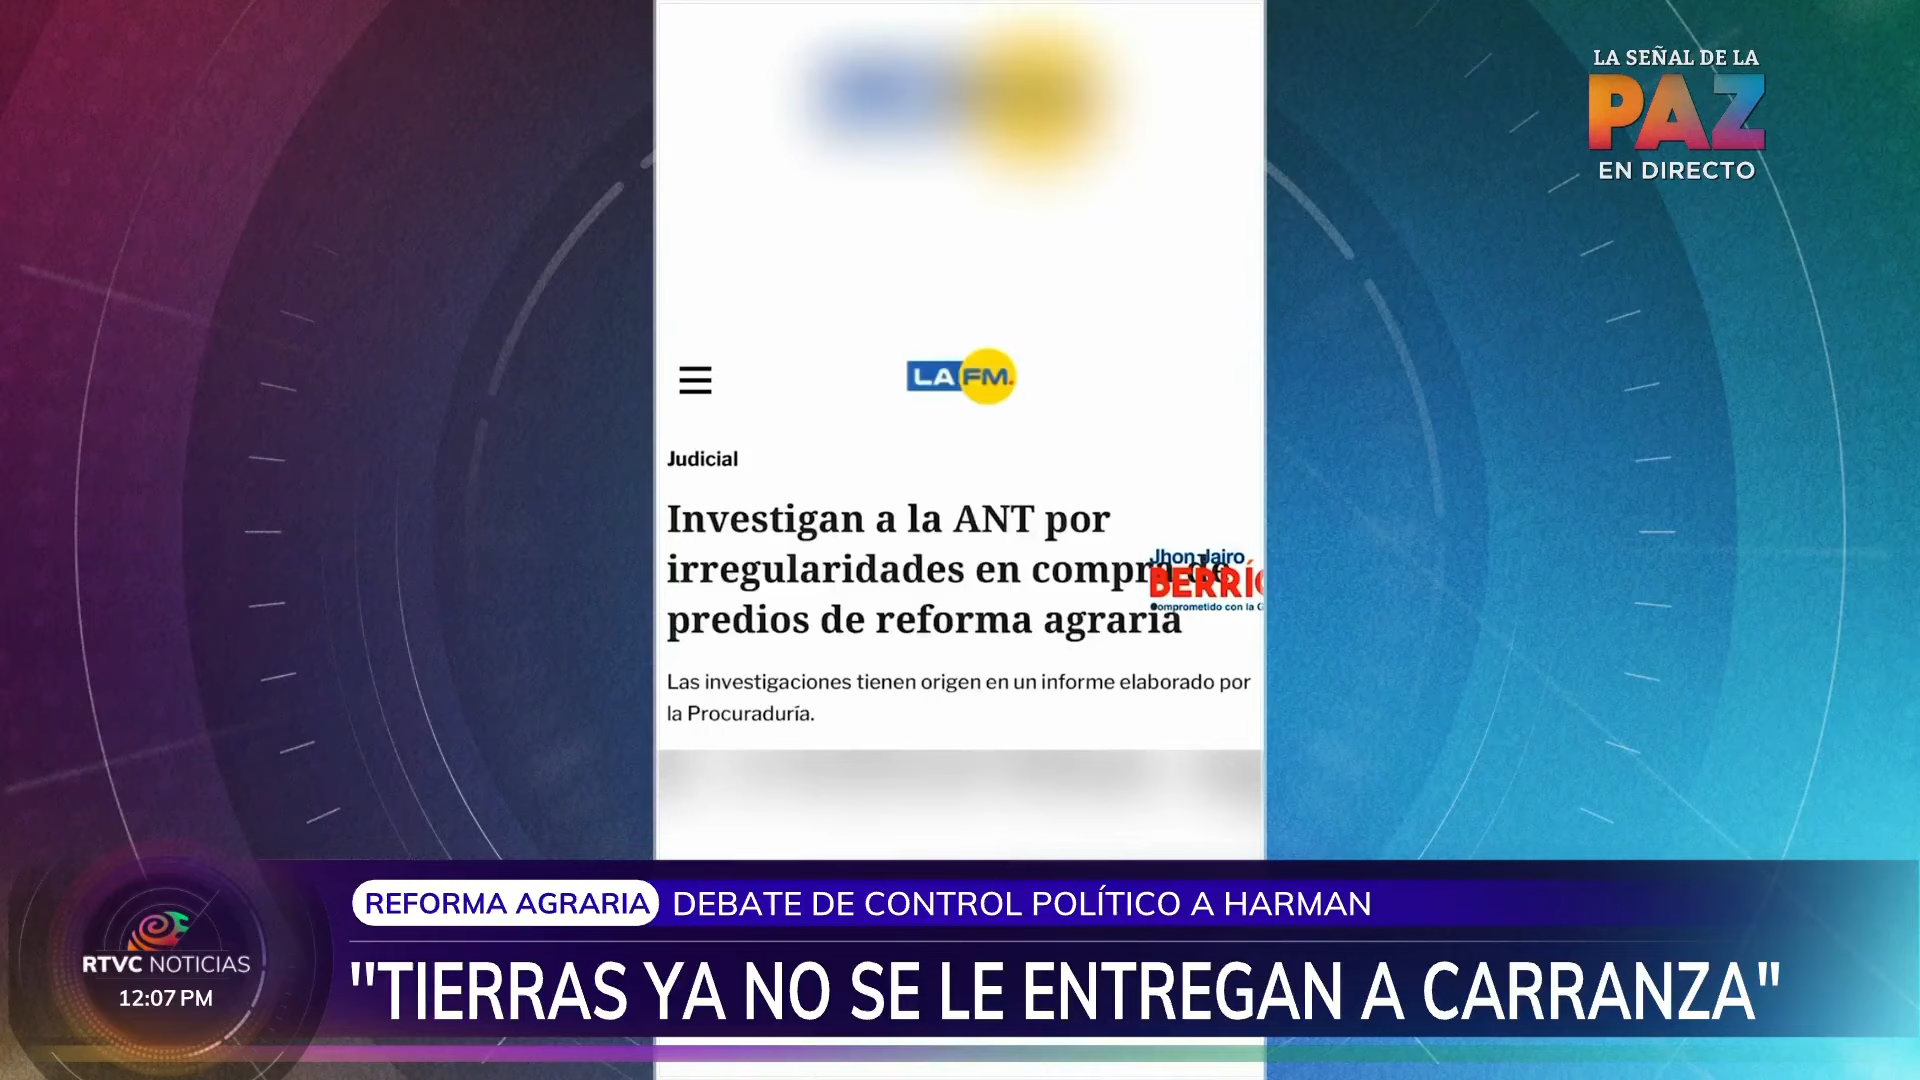 LA SEÑAL DE LA
PAZ
EN DIRECTO
LA FM.
Judicial
Investigan a la ANT por
irregularidades en compra de
predios de reforma agraria
Jhon Jairo
BERRÍO
Comprometido con la G
Las investigaciones tienen origen en un informe elaborado por
la Procuraduría.
REFORMA AGRARIA DEBATE DE CONTROL POLÍTICO A HARMAN
"TIERRAS YA NO SE LE ENTREGAN A CARRANZA"
RTVC NOTICIAS
12:07 PM